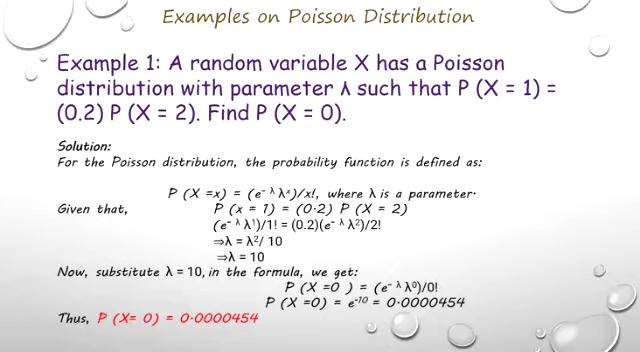 Examples on Poisson Distribution
Example 1: A random variable X has a Poisson
distribution with parameter λ such that P (X = 1) =
(0.2) P (X = 2). Find P (X = 0).
Solution:
For the Poisson distribution, the probability function is defined as:
P (X =x) = (e⁻ ᵏ λˣ)/x!, where λ is a parameter·
Given that, P (x = 1) = (0·2) P (X = 2)
(e⁻ ^λ λ¹)/1! = (0.2)(e⁻ ^λ λ²)/2!
⇒λ = λ²/ 10
⇒λ = 10
Now, substitute λ = 10, in the formula, we get:
P (X =0 ) = (e⁻ ^λ λ⁰)/0!
P (X =0) = e⁻¹⁰ = 0·0000454
Thus, P (X= 0) = 0·0000454